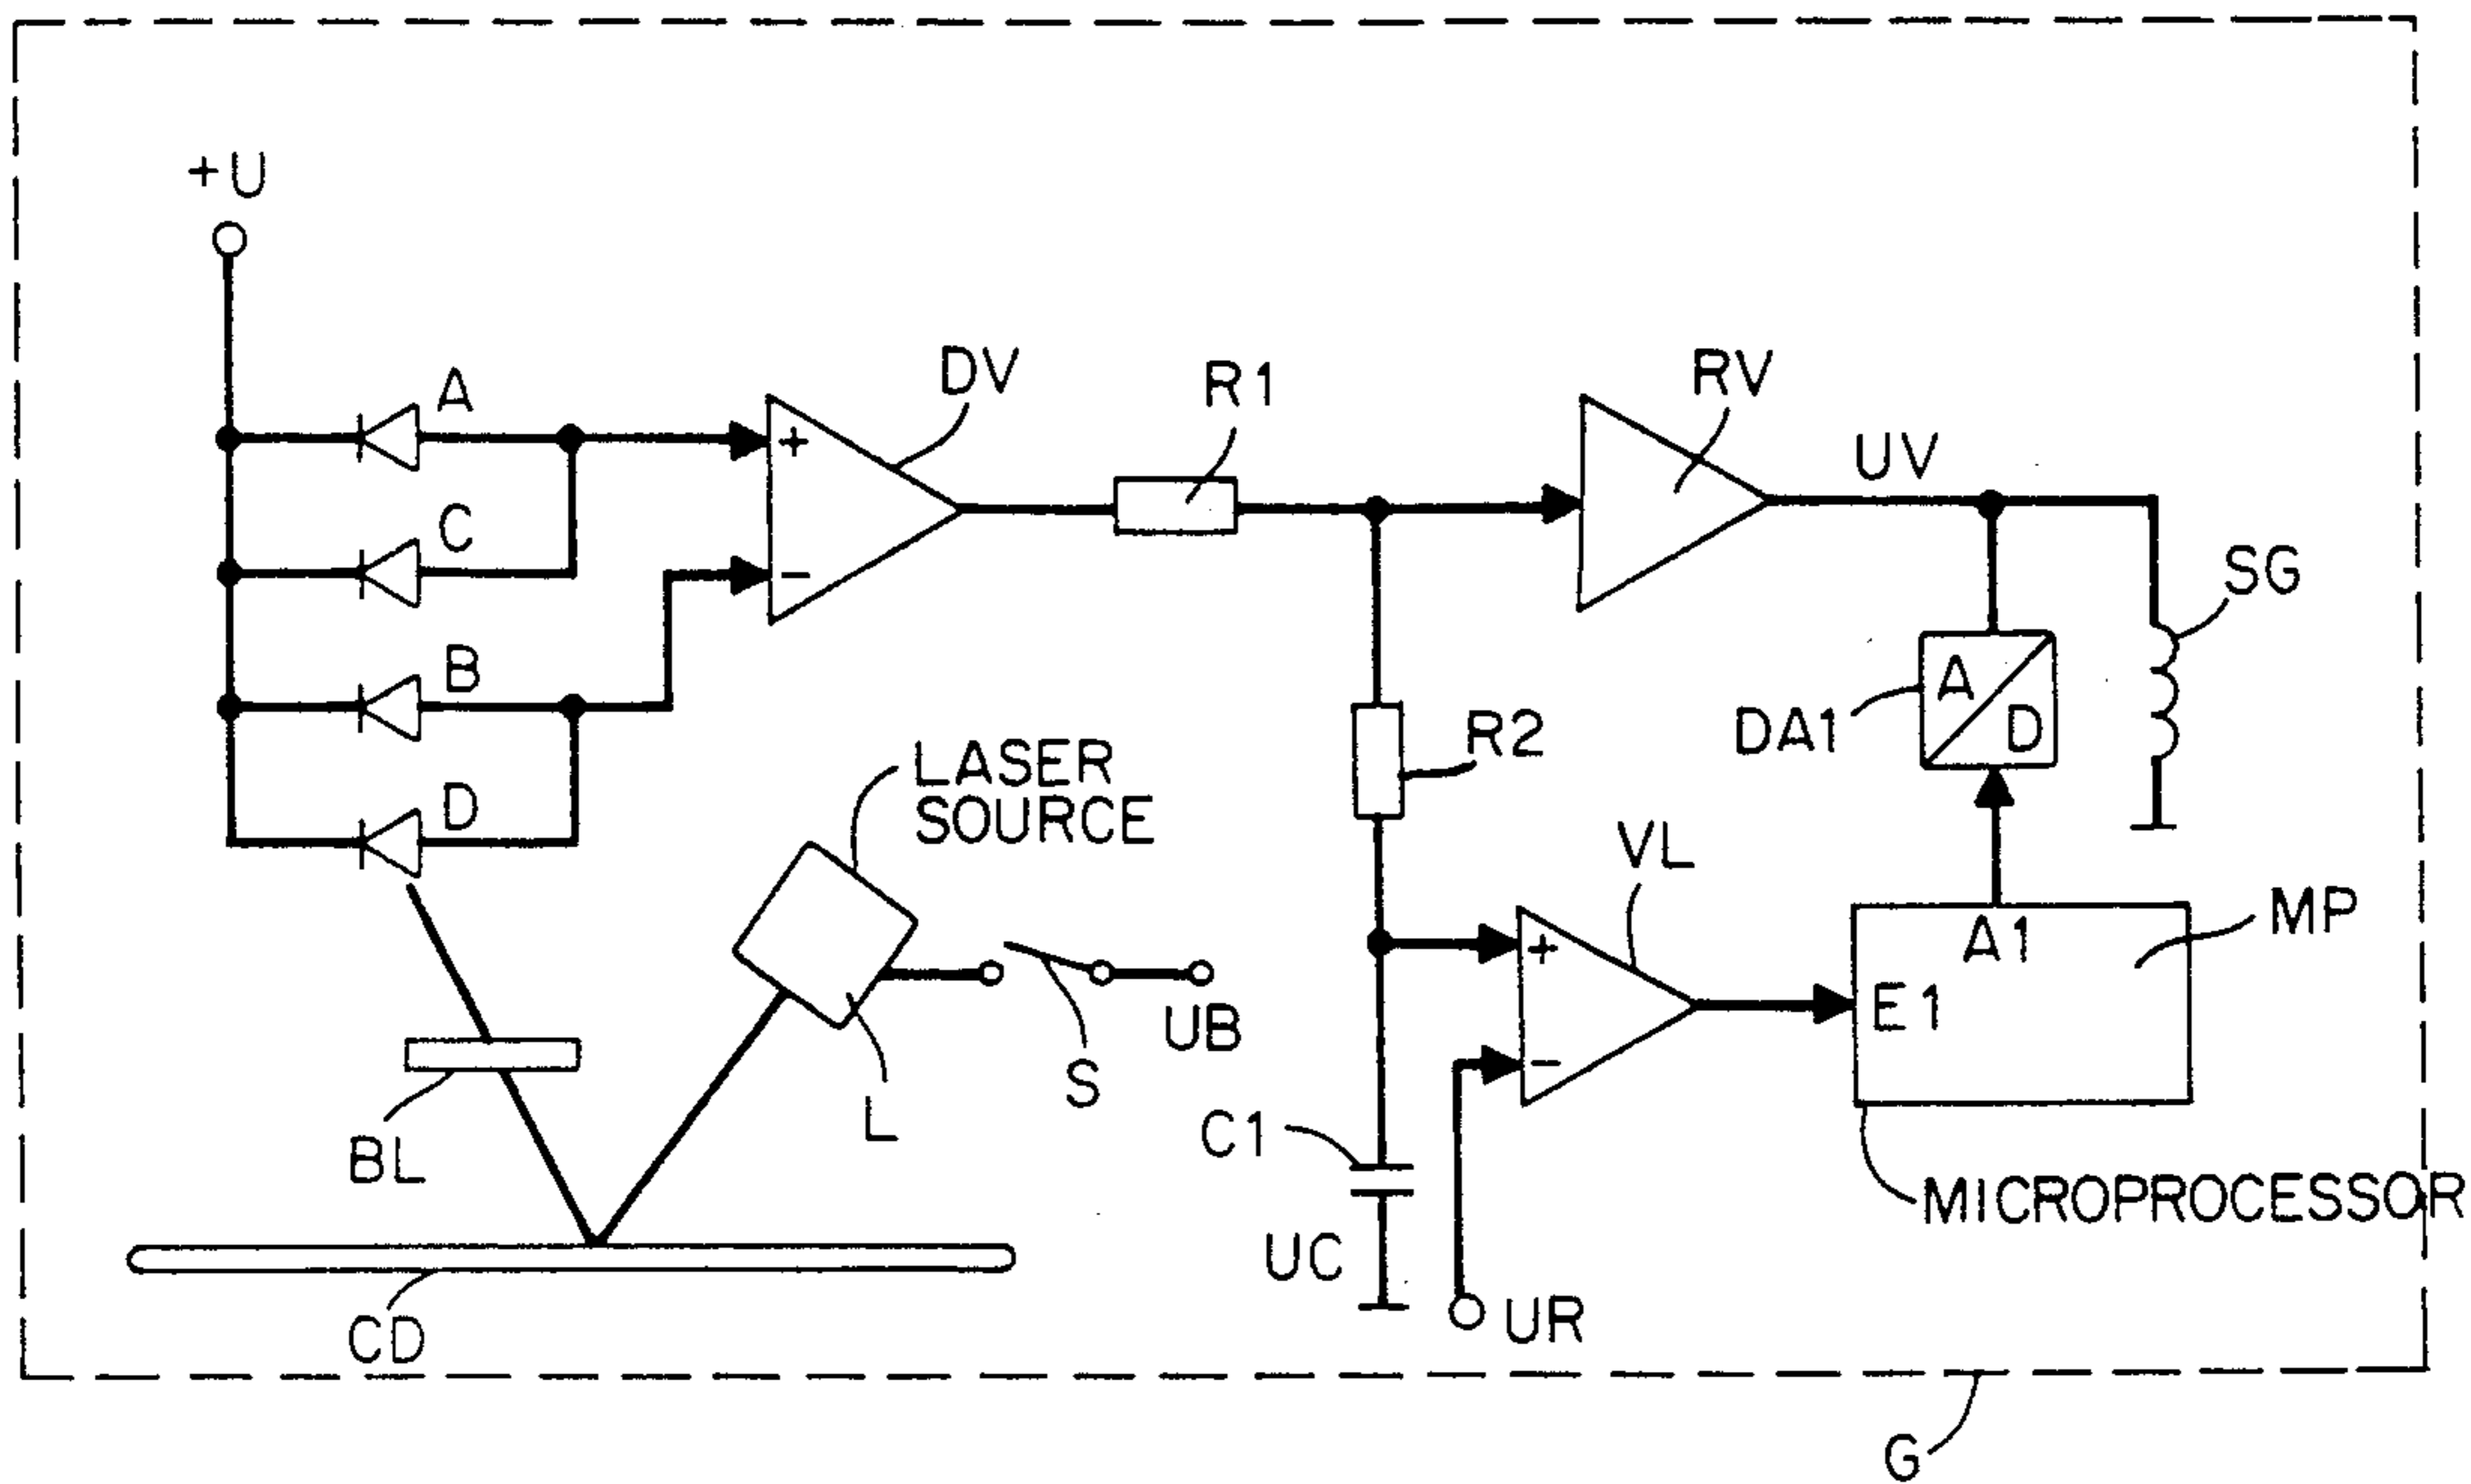 +U
A
DV
R1
RV
UV
+
C
SG
−
B
A
D
DA1
R2
LASER
SOURCE
D
VL
MP
A1
+
E1
UB
S
−
L
C1
BL
MICROPROCESSOR
UC
UR
CD
G